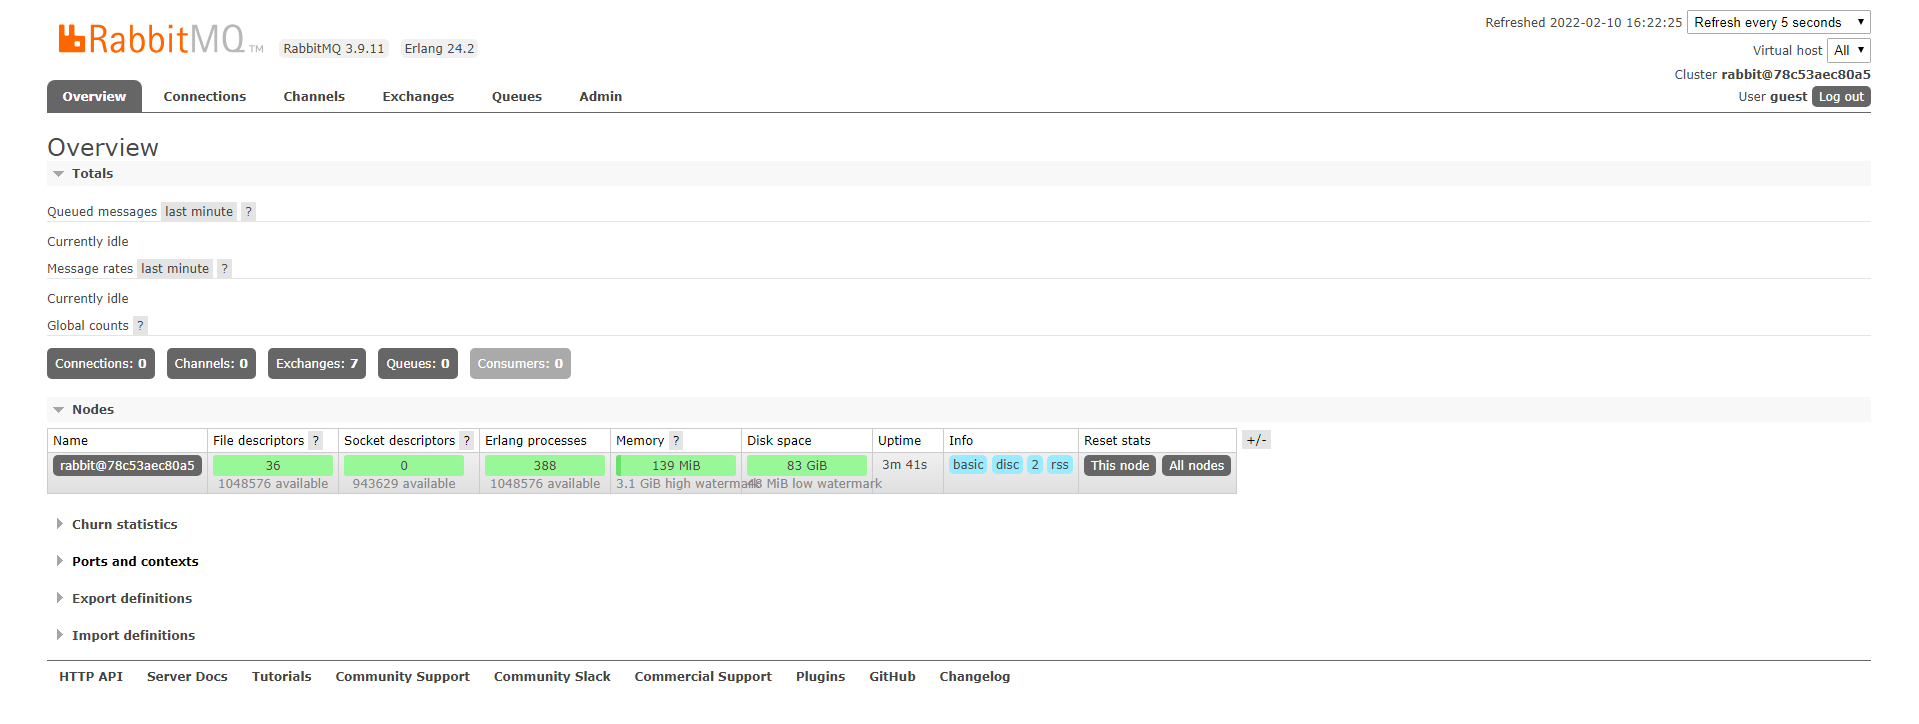 RabbitMQ TM RabbitMQ 3.9.11 Erlang 24.2
Refreshed 2022-02-10 16:22:25 Refresh every 5 seconds
Virtual host All
Cluster rabbit@78c53aec80a5
User guest Log out
Overview Connections Channels Exchanges Queues Admin
Overview
Totals
Queued messages last minute ?
Currently idle
Message rates last minute ?
Currently idle
Global counts ?
Connections: 0 Channels: 0 Exchanges: 7 Queues: 0 Consumers: 0
Nodes
Name File descriptors ? Socket descriptors ? Erlang processes Memory ? Disk space Uptime Info Reset stats +/-
rabbit@78c53aec80a5 36 0 388 139 MiB 83 GiB 3m 41s basic disc 2 rss This node All nodes
1048576 available 943629 available 1048576 available 3.1 GiB high watermark MiB low watermark
Churn statistics
Ports and contexts
Export definitions
Import definitions
HTTP API Server Docs Tutorials Community Support Community Slack Commercial Support Plugins GitHub Changelog